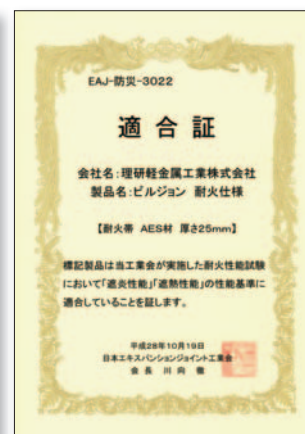 EAJ-防災-3022
適合証
会社名:理研軽金属工業株式会社
製品名:ビルジョン 耐火仕様
【耐火帯 AES材 厚さ25mm】
標記製品は当工業会が実施した耐火性能試験
において「遮炎性能」「遮熱性能」の性能基準に
適合していることを証します。
平成28年10月19日
日本エキスパンションジョイント工業会
会長 川向 徹